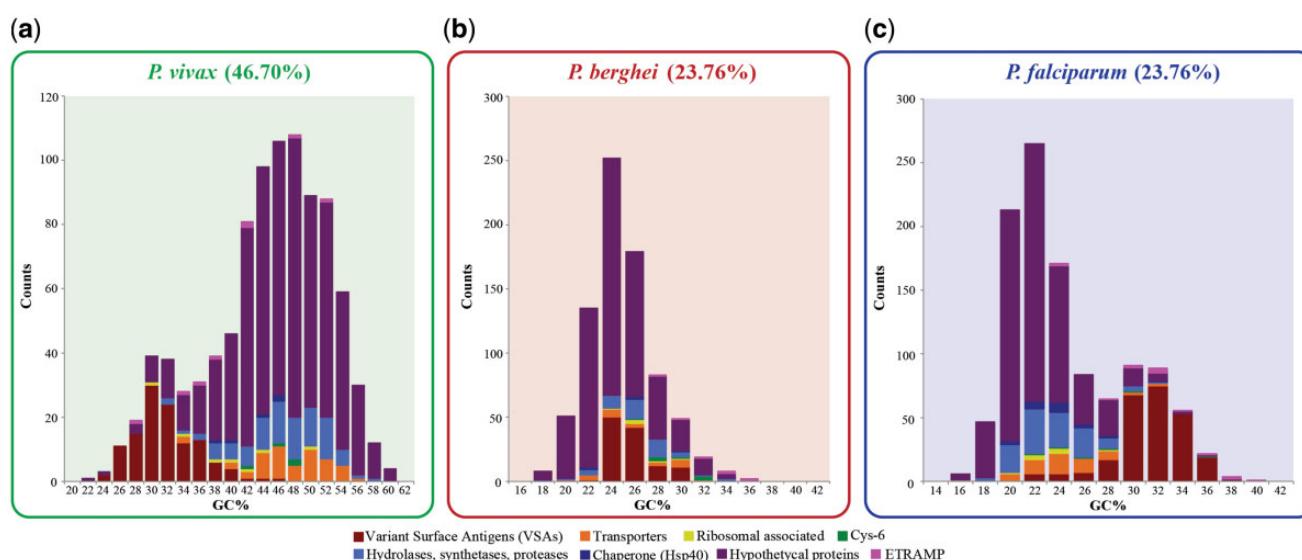 (a)
P. vivax (46.70%)
120
100
80
60
40
20
0
Counts
20 22 24 26 28 30 32 34 36 38 40 42 44 46 48 50 52 54 56 58 60 62
GC%
(b)
P. berghei (23.76%)
300
250
200
150
100
50
0
Counts
16 18 20 22 24 26 28 30 32 34 36 38 40 42
GC%
(c)
P. falciparum (23.76%)
300
250
200
150
100
50
0
Counts
14 16 18 20 22 24 26 28 30 32 34 36 38 40 42
GC%
Variant Surface Antigens (VSAs) Transporters Ribosomal associated Cys-6
Hydrolases, synthetases, proteases Chaperone (Hsp40) Hypothetycal proteins ETRAMP